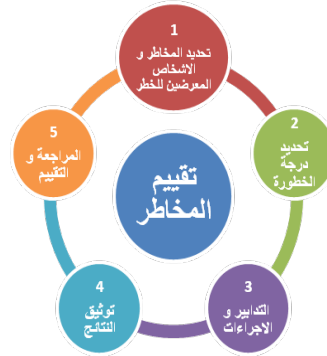 1
تحديد المخاطر و
الاشخاص
المعرضين للخطر
2
تحديد
درجة
الخطورة
3
التدابير و
الاجراءات
4
توثيق
النتائج
5
المراجعة و
التقييم
تقييم
المخاطر